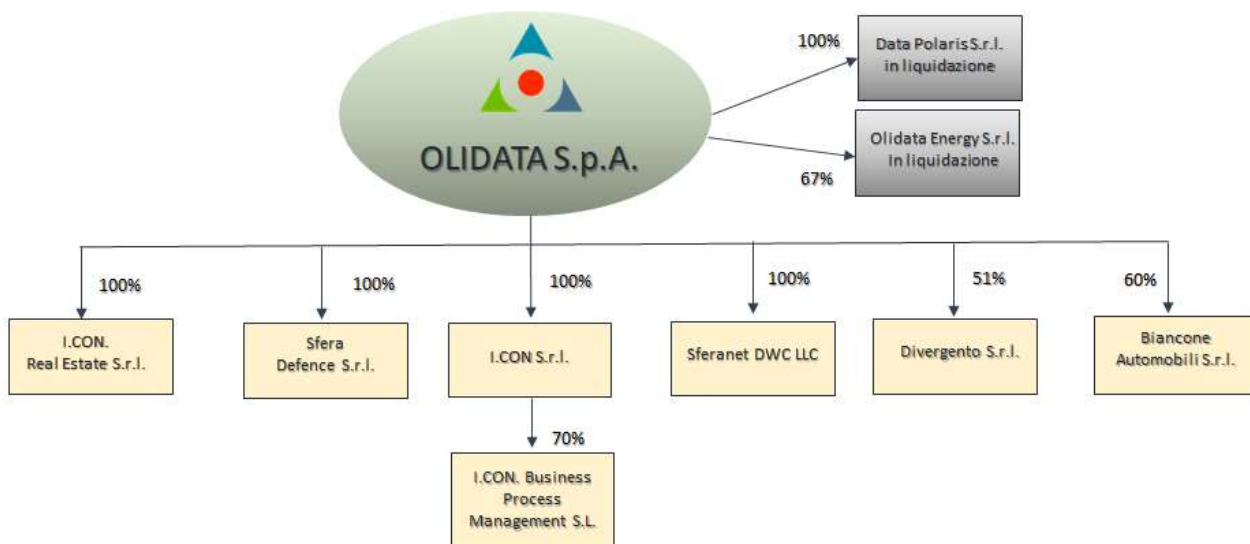 100%
Data Polaris S.r.l.
in liquidazione
OLIDATA S.p.A.
Olidata Energy S.r.l.
In liquidazione
67%
100%
100%
100%
100%
51%
60%
I.CON.
Real Estate S.r.l.
Sfera
Defence S.r.l.
I.CON S.r.l.
Sferanet DWC LLC
Divergento S.r.l.
Biancone
Automobili S.r.l.
70%
I.CON. Business
Process
Management S.L.